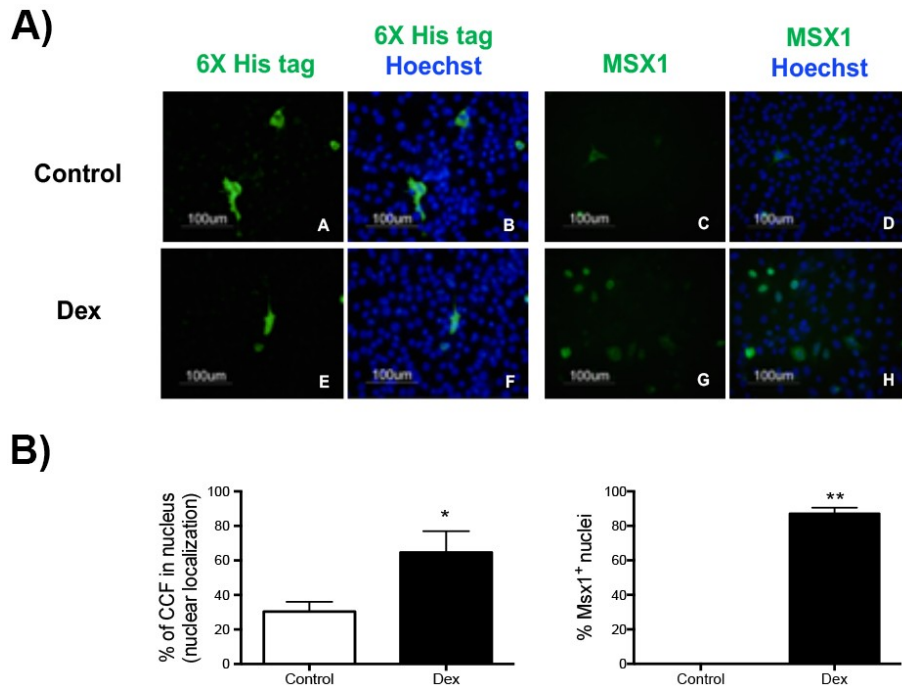 A)
6X His tag
6X His tag
Hoechst
MSX1
MSX1
Hoechst
Control
100um A
100um B
100um C
100um D
Dex
100um E
100um F
100um G
100um H
B)
% of CCF in nucleus
(nuclear localization)
100
80
60
40
20
0
*
Control Dex
% Msx1⁺ nuclei
100
80
60
40
20
0
**
Control Dex